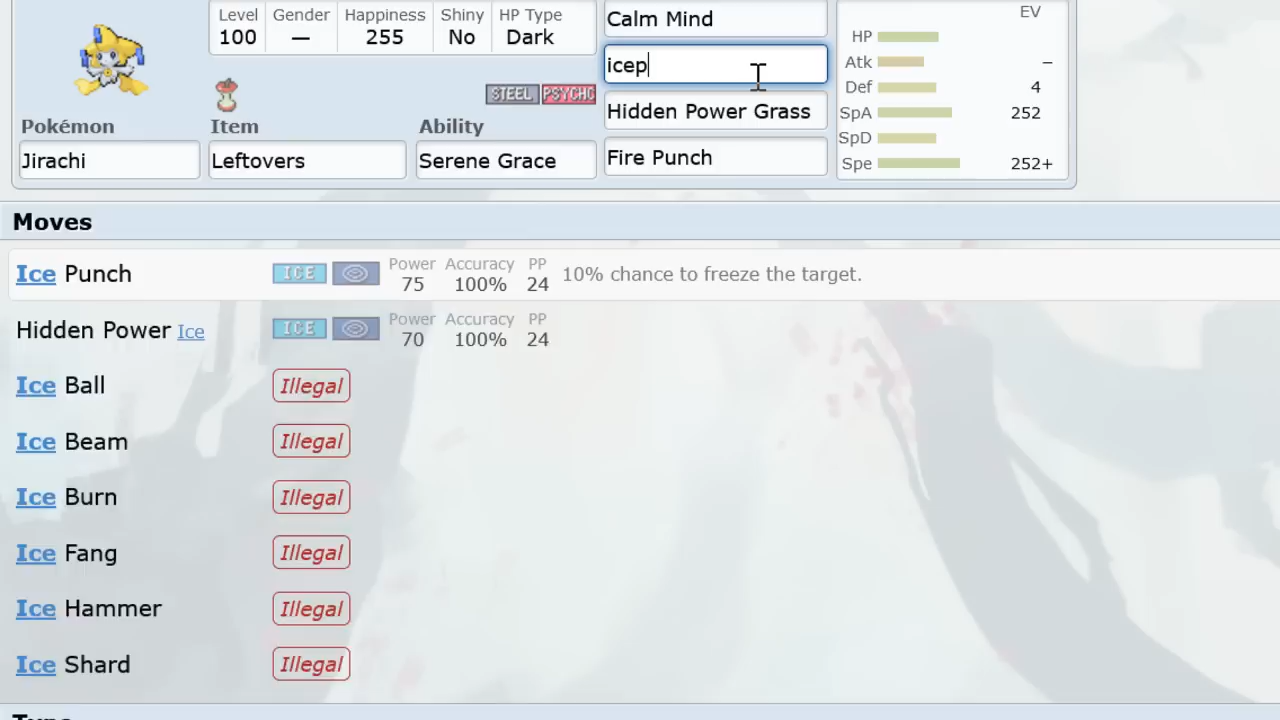 Level Gender Happiness Shiny HP Type
100 — 255 No Dark
STEEL PSYCHC
Pokémon Item Ability
Jirachi Leftovers Serene Grace
Calm Mind
icep
Hidden Power Grass
Fire Punch
EV
HP
Atk –
Def 4
SpA 252
SpD
Spe 252+
Moves
Ice Punch ICE Power 75 Accuracy 100% PP 24 10% chance to freeze the target.
Hidden Power Ice ICE Power 70 Accuracy 100% PP 24
Ice Ball Illegal
Ice Beam Illegal
Ice Burn Illegal
Ice Fang Illegal
Ice Hammer Illegal
Ice Shard Illegal